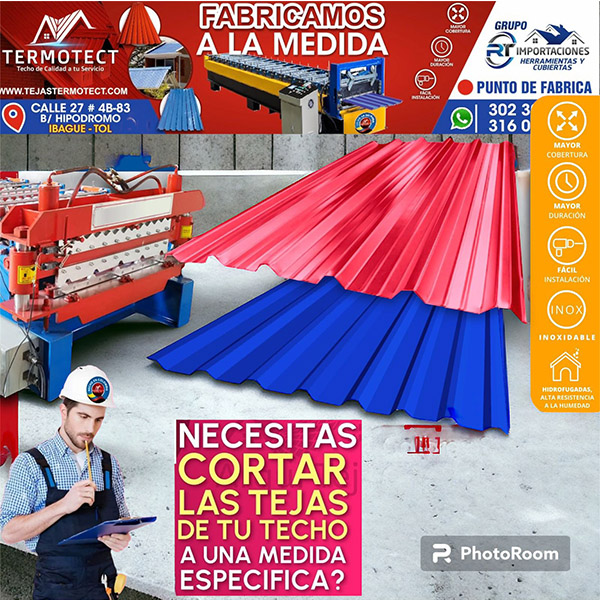 TERMOTECT
Techo de Calidad a tu Servicio
WWW.TEJASTERMOTECT.COM
CALLE 27 # 4B-83
B/ HIPODROMO
IBAGUE - TOL
FABRICAMOS
A LA MEDIDA
MAYOR
COBERTURA
MAYOR
DURACIÓN
FÁCIL
INSTALACIÓN
GRUPO
RT IMPORTACIONES
HERRAMIENTAS Y
CUBIERTAS
PUNTO DE FABRICA
302 3
316 0
MAYOR
COBERTURA
MAYOR
DURACIÓN
FÁCIL
INSTALACIÓN
INOX
INOXIDABLE
HIDROFUGADAS,
ALTA RESISTENCIA
A LA HUMEDAD
NECESITAS
CORTAR
LAS TEJAS
DE TU TECHO
A UNA MEDIDA
ESPECIFICA?
PhotoRoom